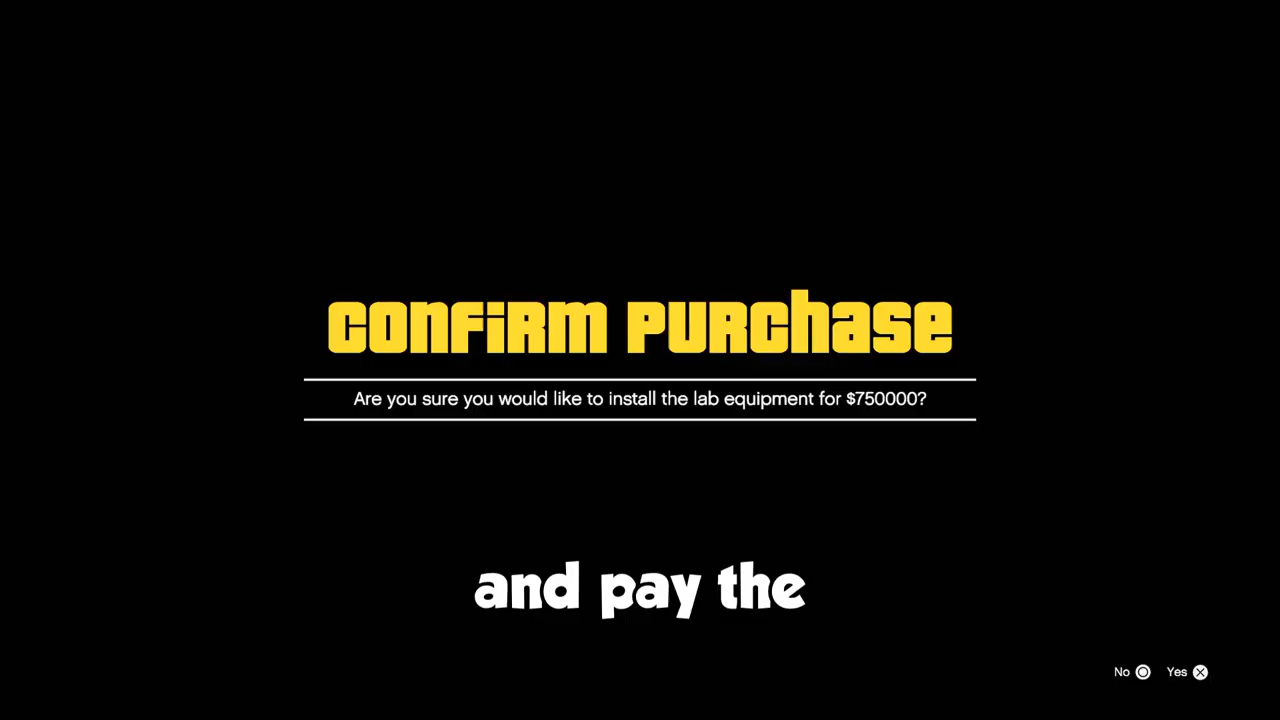 CONFIRM PURCHASE
Are you sure you would like to install the lab equipment for $750000?
and pay the
No Yes